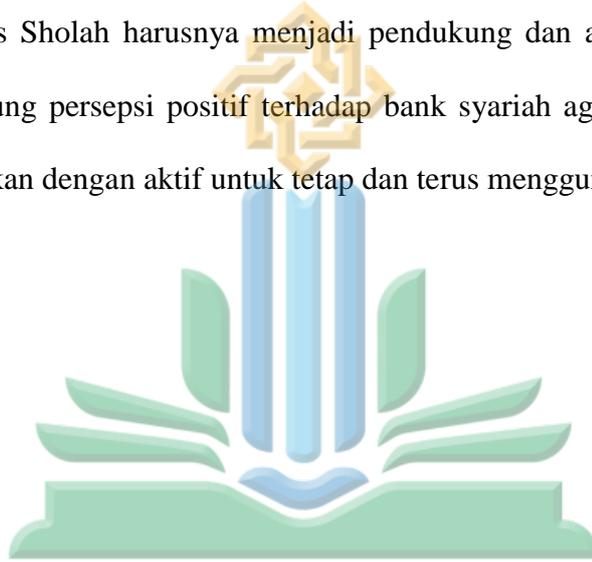 s Sholah harusnya menjadi pendukung dan a
ung persepsi positif terhadap bank syariah ag
kan dengan aktif untuk tetap dan terus menggu